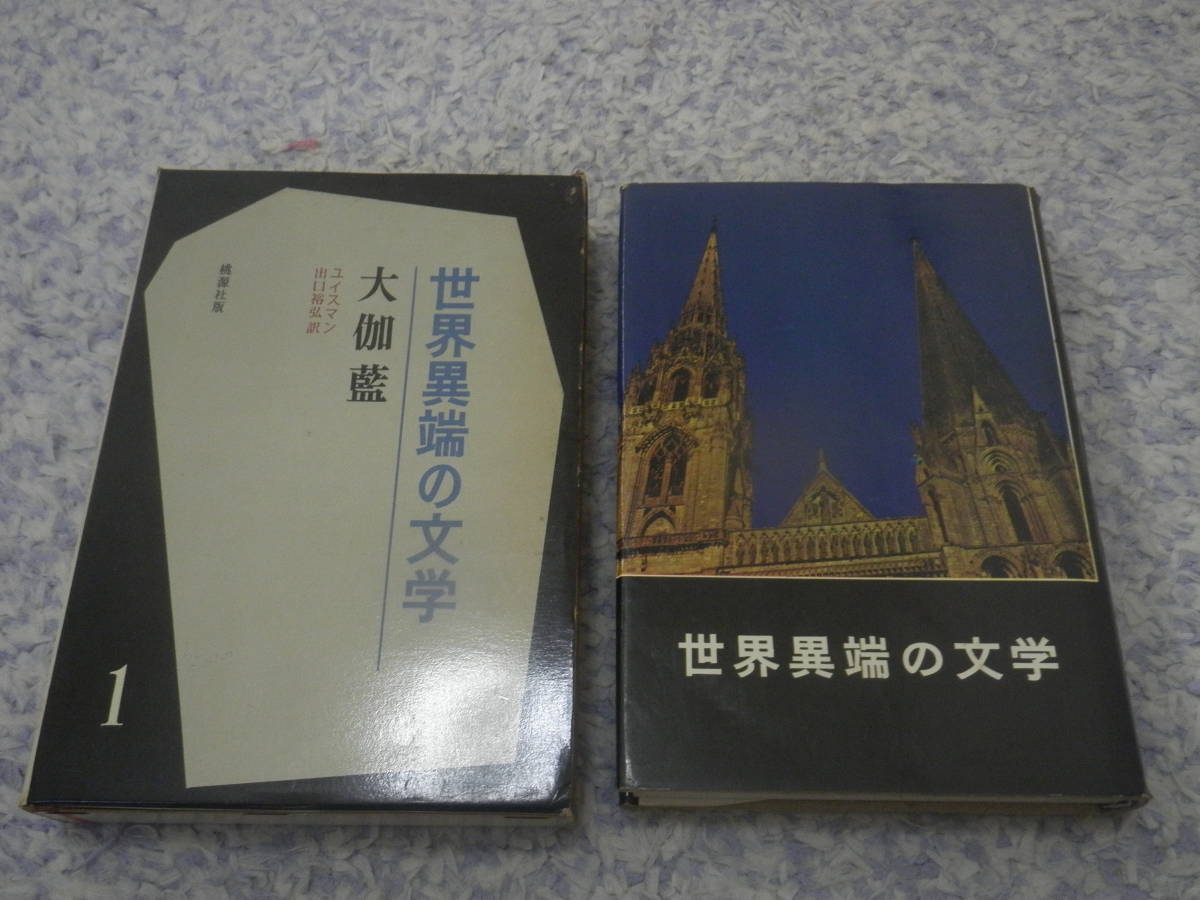 世界異端の文学
大伽藍
ユイスマン
出口裕弘訳
桃源社版
1
世界異端の文学